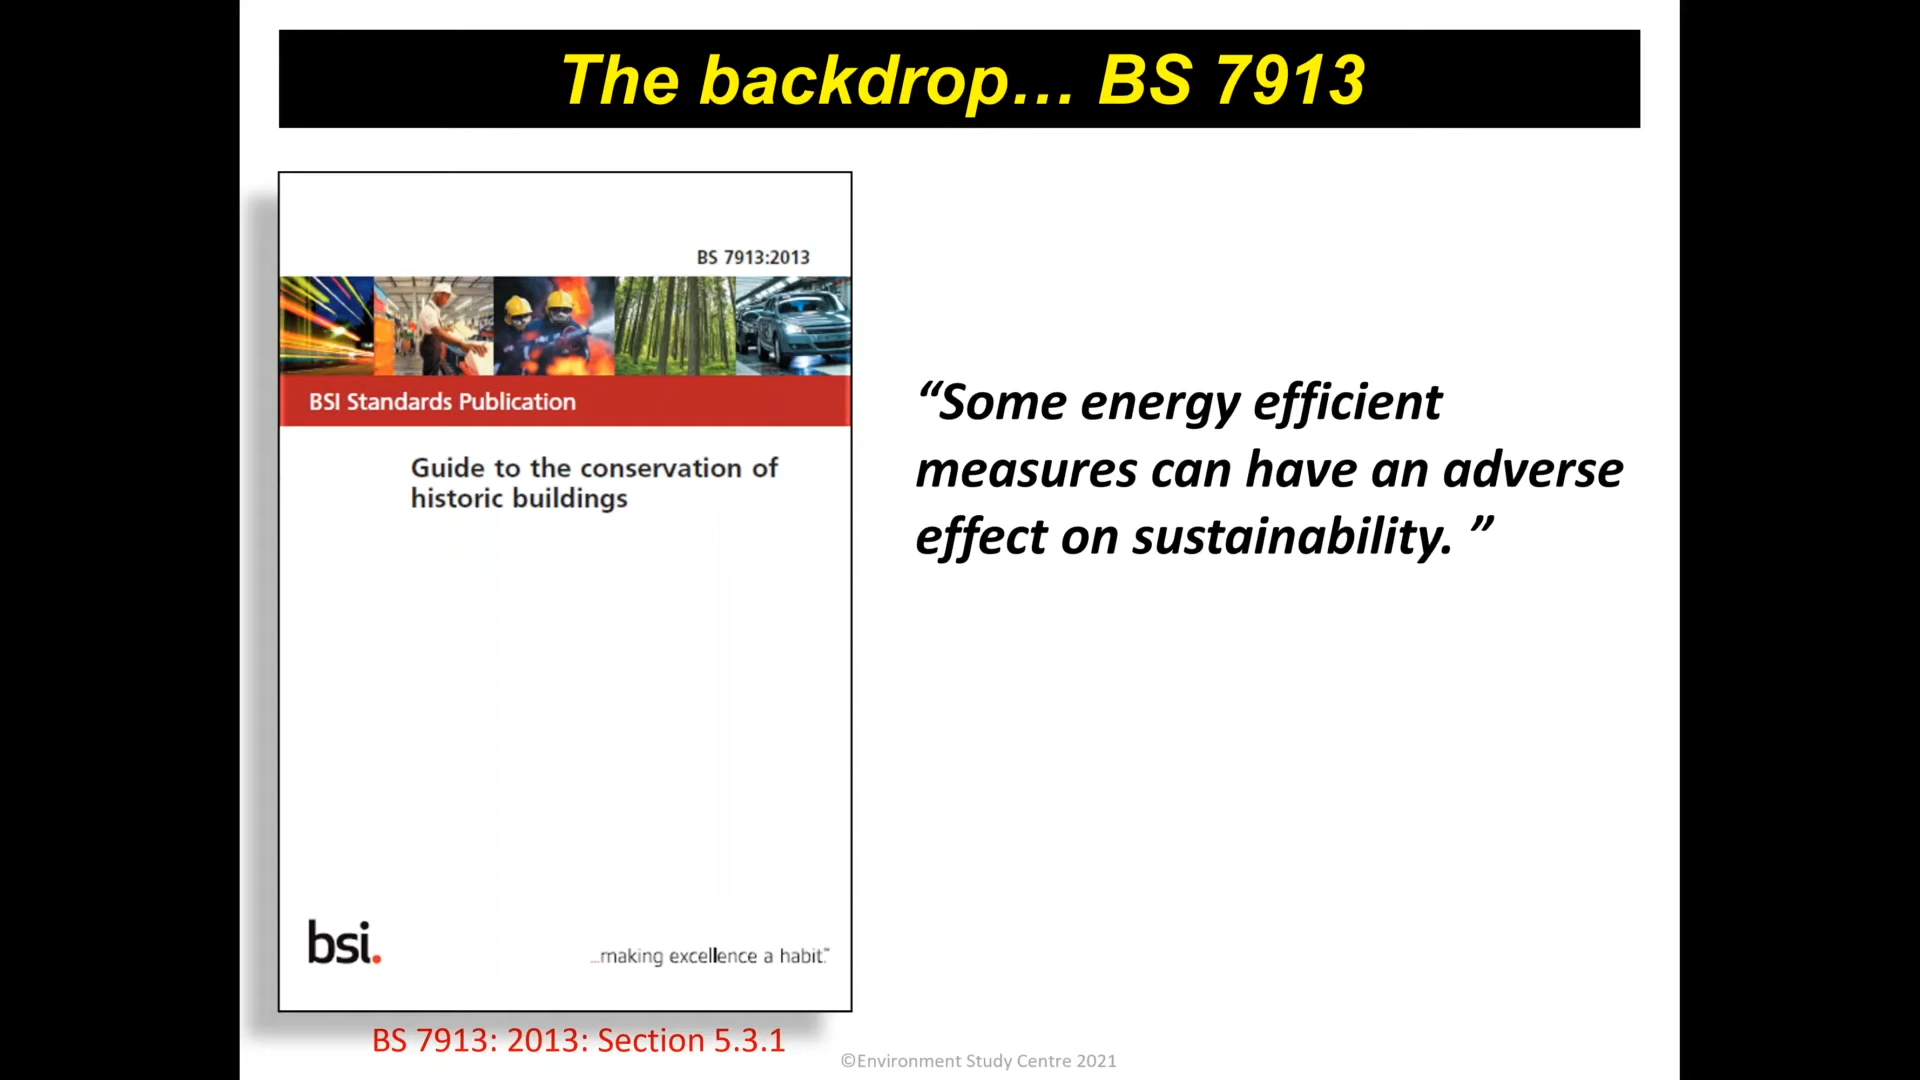 The backdrop… BS 7913
BS 7913:2013
BSI Standards Publication
Guide to the conservation of
historic buildings
bsi.
...making excellence a habit.™
BS 7913: 2013: Section 5.3.1
“Some energy efficient
measures can have an adverse
effect on sustainability. ”
©Environment Study Centre 2021